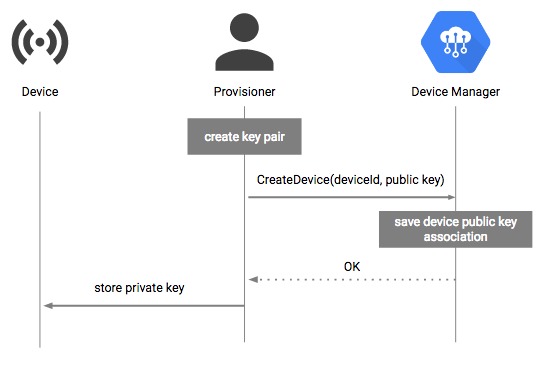 Device
Provisioner
Device Manager
create key pair
CreateDevice(deviceId, public key)
save device public key
association
OK
store private key